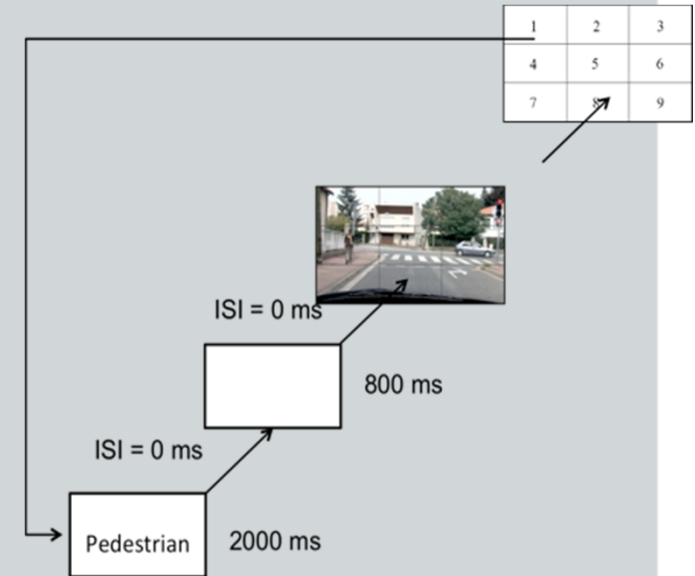 1 2 3
4 5 6
7 8 9
ISI = 0 ms
800 ms
ISI = 0 ms
Pedestrian
2000 ms